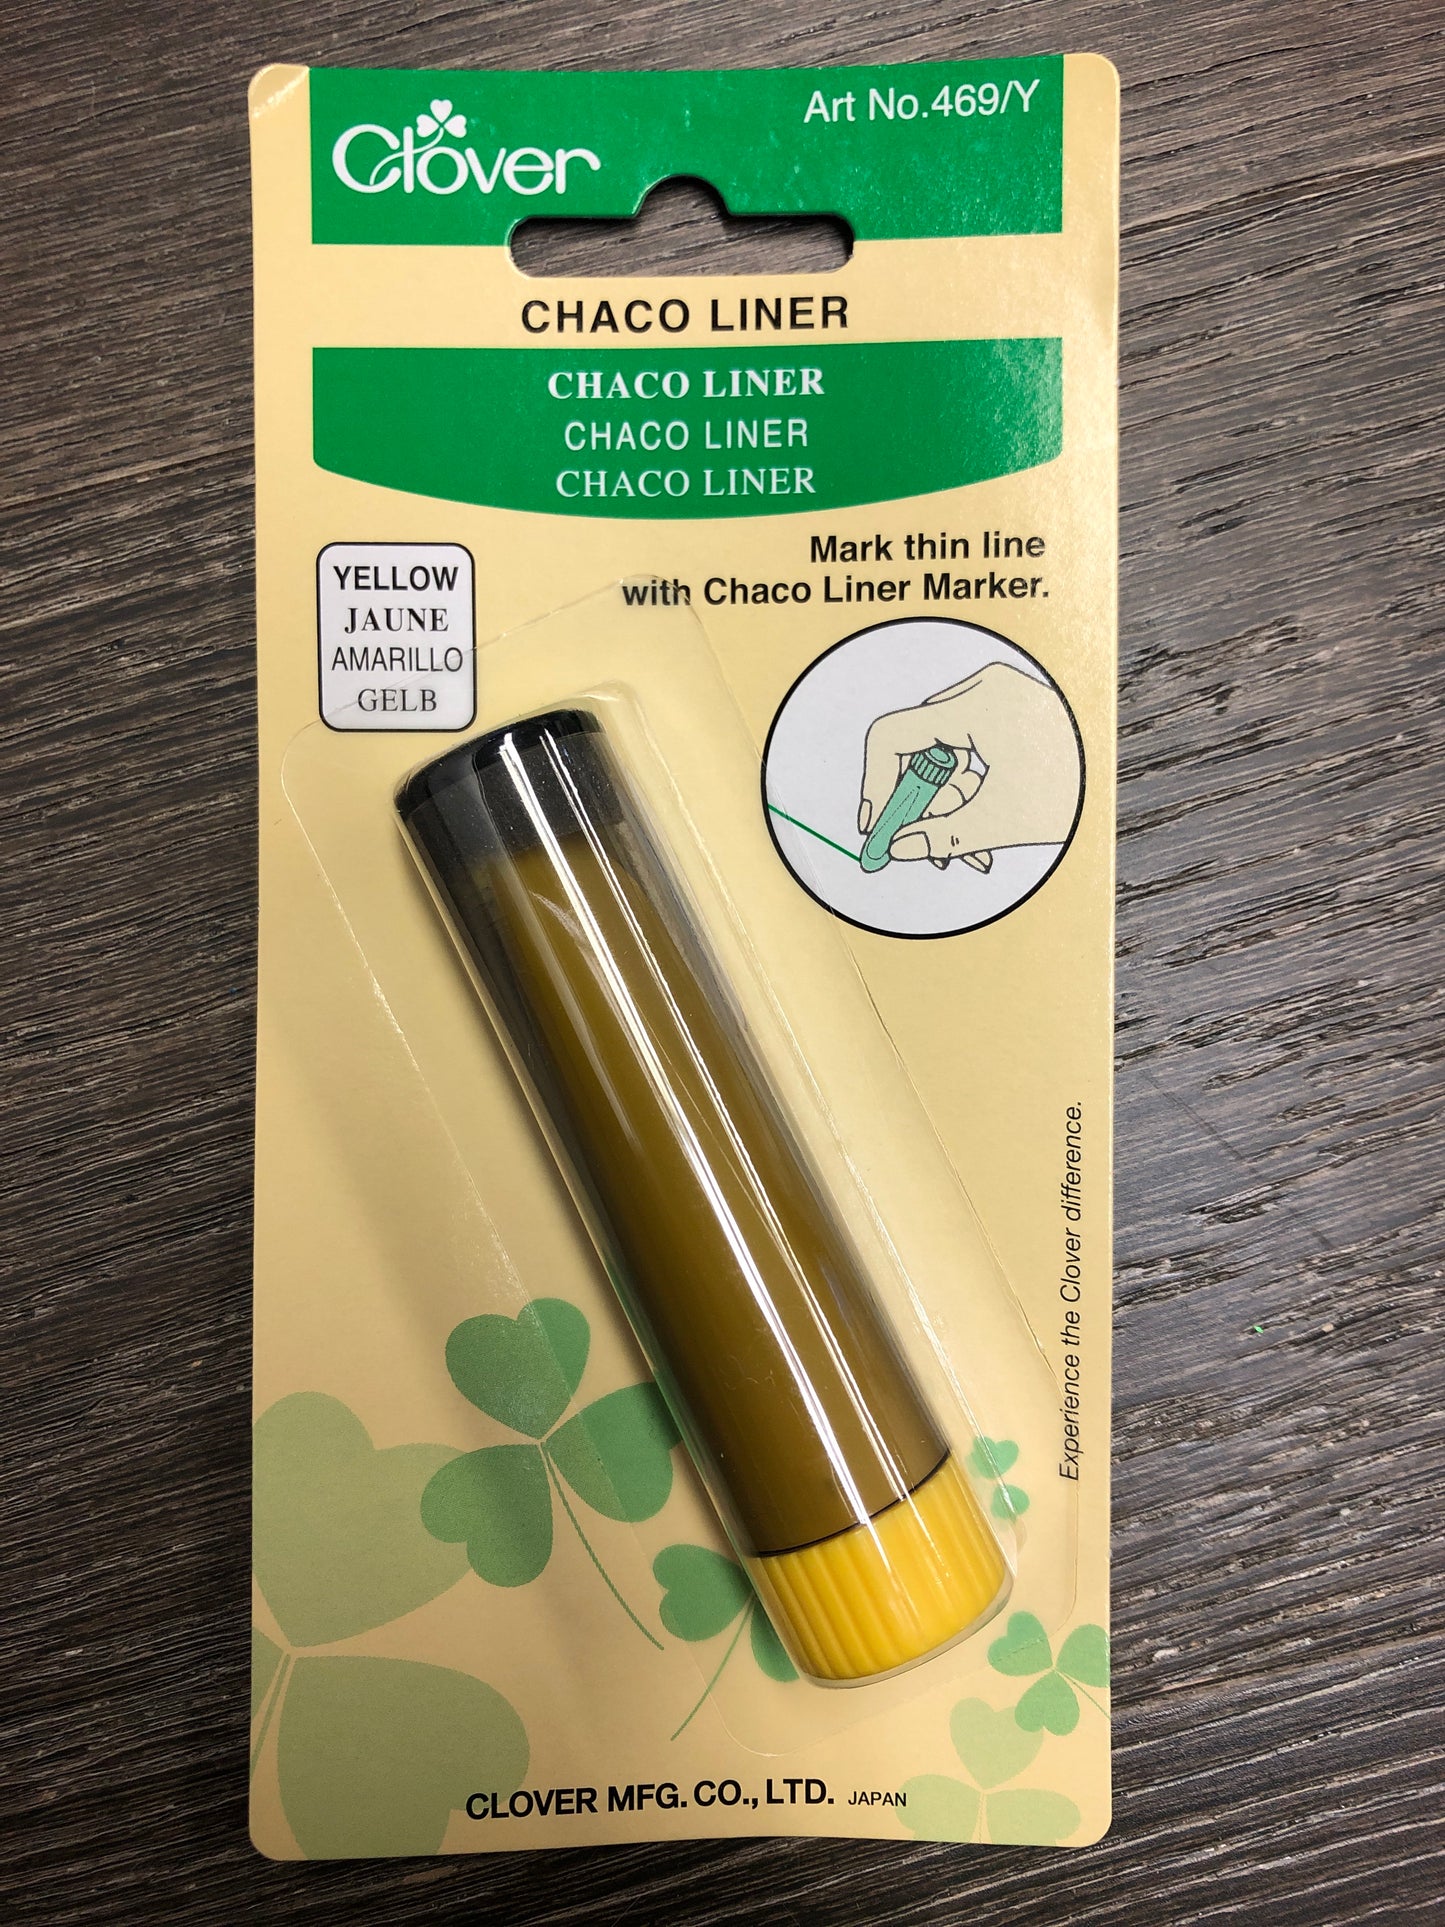 Clover
Art No.469/Y
CHACO LINER
CHACO LINER
CHACO LINER
CHACO LINER
YELLOW
JAUNE
AMARILLO
GELB
Mark thin line
with Chaco Liner Marker.
Experience the Clover difference.
CLOVER MFG. CO., LTD. JAPAN